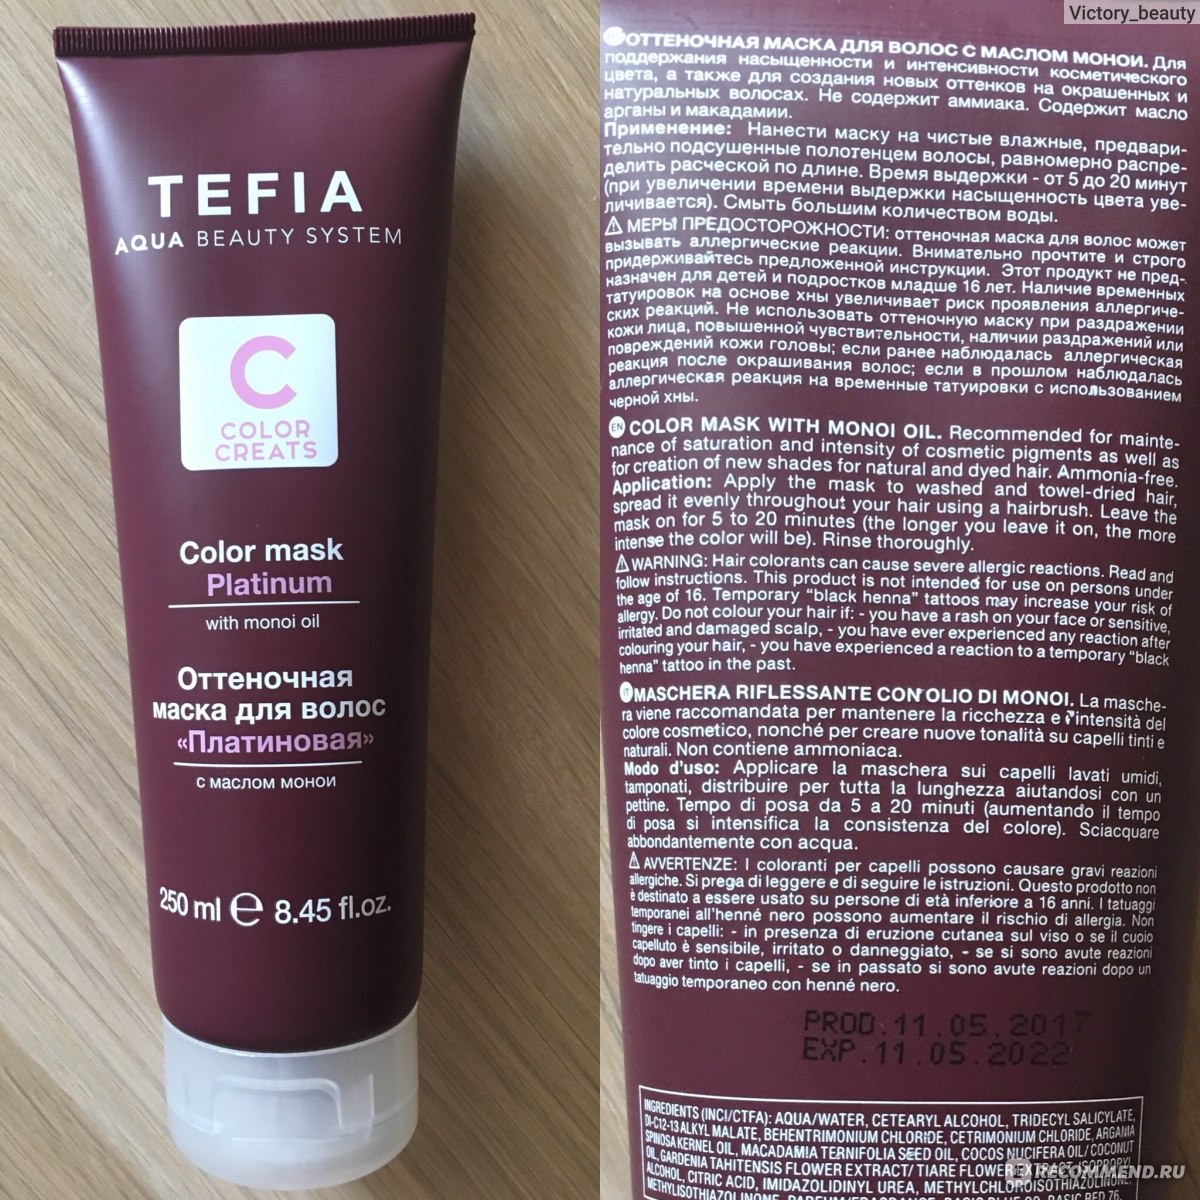 Victory_beauty
TEFIA
AQUA BEAUTY SYSTEM
C
COLOR
CREATS
Color mask
Platinum
with monoi oil
Оттеночная
маска для волос
«Платиновая»
с маслом монои
250 ml ℮ 8.45 fl.oz.
ОТТЕНОЧНАЯ МАСКА ДЛЯ ВОЛОС С МАСЛОМ МОНОИ. Для
поддержания насыщенности и интенсивности косметического
цвета, а также для создания новых оттенков на окрашенных и
натуральных волосах. Не содержит аммиака. Содержит масло
арганы и макадамии.
Применение: Нанести маску на чистые влажные, предвари-
тельно подсушенные полотенцем волосы, равномерно распре-
делить расческой по длине. Время выдержки - от 5 до 20 минут
(при увеличении времени выдержки насыщенность цвета уве-
личивается). Смыть большим количеством воды.
⚠ МЕРЫ ПРЕДОСТОРОЖНОСТИ: оттеночная маска для волос может
вызывать аллергические реакции. Внимательно прочтите и строго
придерживайтесь предложенной инструкции. Этот продукт не пред-
назначен для детей и подростков младше 16 лет. Наличие временных
татуировок на основе хны увеличивает риск проявления аллергиче-
ских реакций. Не использовать оттеночную маску при раздражении
кожи лица, повышенной чувствительности, наличии раздражений или
повреждений кожи головы; если ранее наблюдалась аллергическая
реакция после окрашивания волос; если в прошлом наблюдалась
аллергическая реакция на временные татуировки с использованием
черной хны.
EN COLOR MASK WITH MONOI OIL. Recommended for mainte-
nance of saturation and intensity of cosmetic pigments as well as
for creation of new shades for natural and dyed hair. Ammonia-free.
Application: Apply the mask to washed and towel-dried hair,
spread it evenly throughout your hair using a hairbrush. Leave the
mask on for 5 to 20 minutes (the longer you leave it on, the more
intense the color will be). Rinse thoroughly.
⚠ WARNING: Hair colorants can cause severe allergic reactions. Read and
follow instructions. This product is not intended for use on persons under
the age of 16. Temporary “black henna” tattoos may increase your risk of
allergy. Do not colour your hair if: - you have a rash on your face or sensitive,
irritated and damaged scalp, - you have ever experienced any reaction after
colouring your hair, - you have experienced a reaction to a temporary “black
henna” tattoo in the past.
IT MASCHERA RIFLESSANTE CON OLIO DI MONOI. La masche-
ra viene raccomandata per mantenere la ricchezza e l'intensità del
colore cosmetico, nonché per creare nuove tonalità su capelli tinti e
naturali. Non contiene ammoniaca.
Modo d'uso: Applicare la maschera sui capelli lavati umidi,
tamponati, distribuire per tutta la lunghezza aiutandosi con un
pettine. Tempo di posa da 5 a 20 minuti (aumentando il tempo
di posa si intensifica la consistenza del colore). Sciacquare
abbondantemente con acqua.
⚠ AVVERTENZE: I coloranti per capelli possono causare gravi reazioni
allergiche. Si prega di leggere e di seguire le istruzioni. Questo prodotto non
è destinato a essere usato su persone di età inferiore a 16 anni. I tatuaggi
temporanei all'henné nero possono aumentare il rischio di allergia. Non
tingere i capelli: - in presenza di eruzione cutanea sul viso o se il cuoio
capelluto è sensibile, irritato o danneggiato, - se si sono avute reazioni
dopo aver tinto i capelli, - se in passato si sono avute reazioni dopo un
tatuaggio temporaneo con henné nero.
PROD.11.05.2017
EXP.11.05.2022
INGREDIENTS (INCI/CTFA): AQUA/WATER, CETEARYL ALCOHOL, TRIDECYL SALICYLATE,
DI-C12-13 ALKYL MALATE, BEHENTRIMONIUM CHLORIDE, CETRIMONIUM CHLORIDE, ARGANIA
SPINOSA KERNEL OIL, MACADAMIA TERNIFOLIA SEED OIL, COCOS NUCIFERA OIL/COCONUT
OIL, GARDENIA TAHITENSIS FLOWER EXTRACT/ TIARE FLOWER EXTRACT, ISOPROPYL
ALCOHOL, CITRIC ACID, IMIDAZOLIDINYL UREA, METHYLCHLOROISOTHIAZOLINONE,
METHYLISOTHIAZOLINONE,
IRECOMMEND.RU